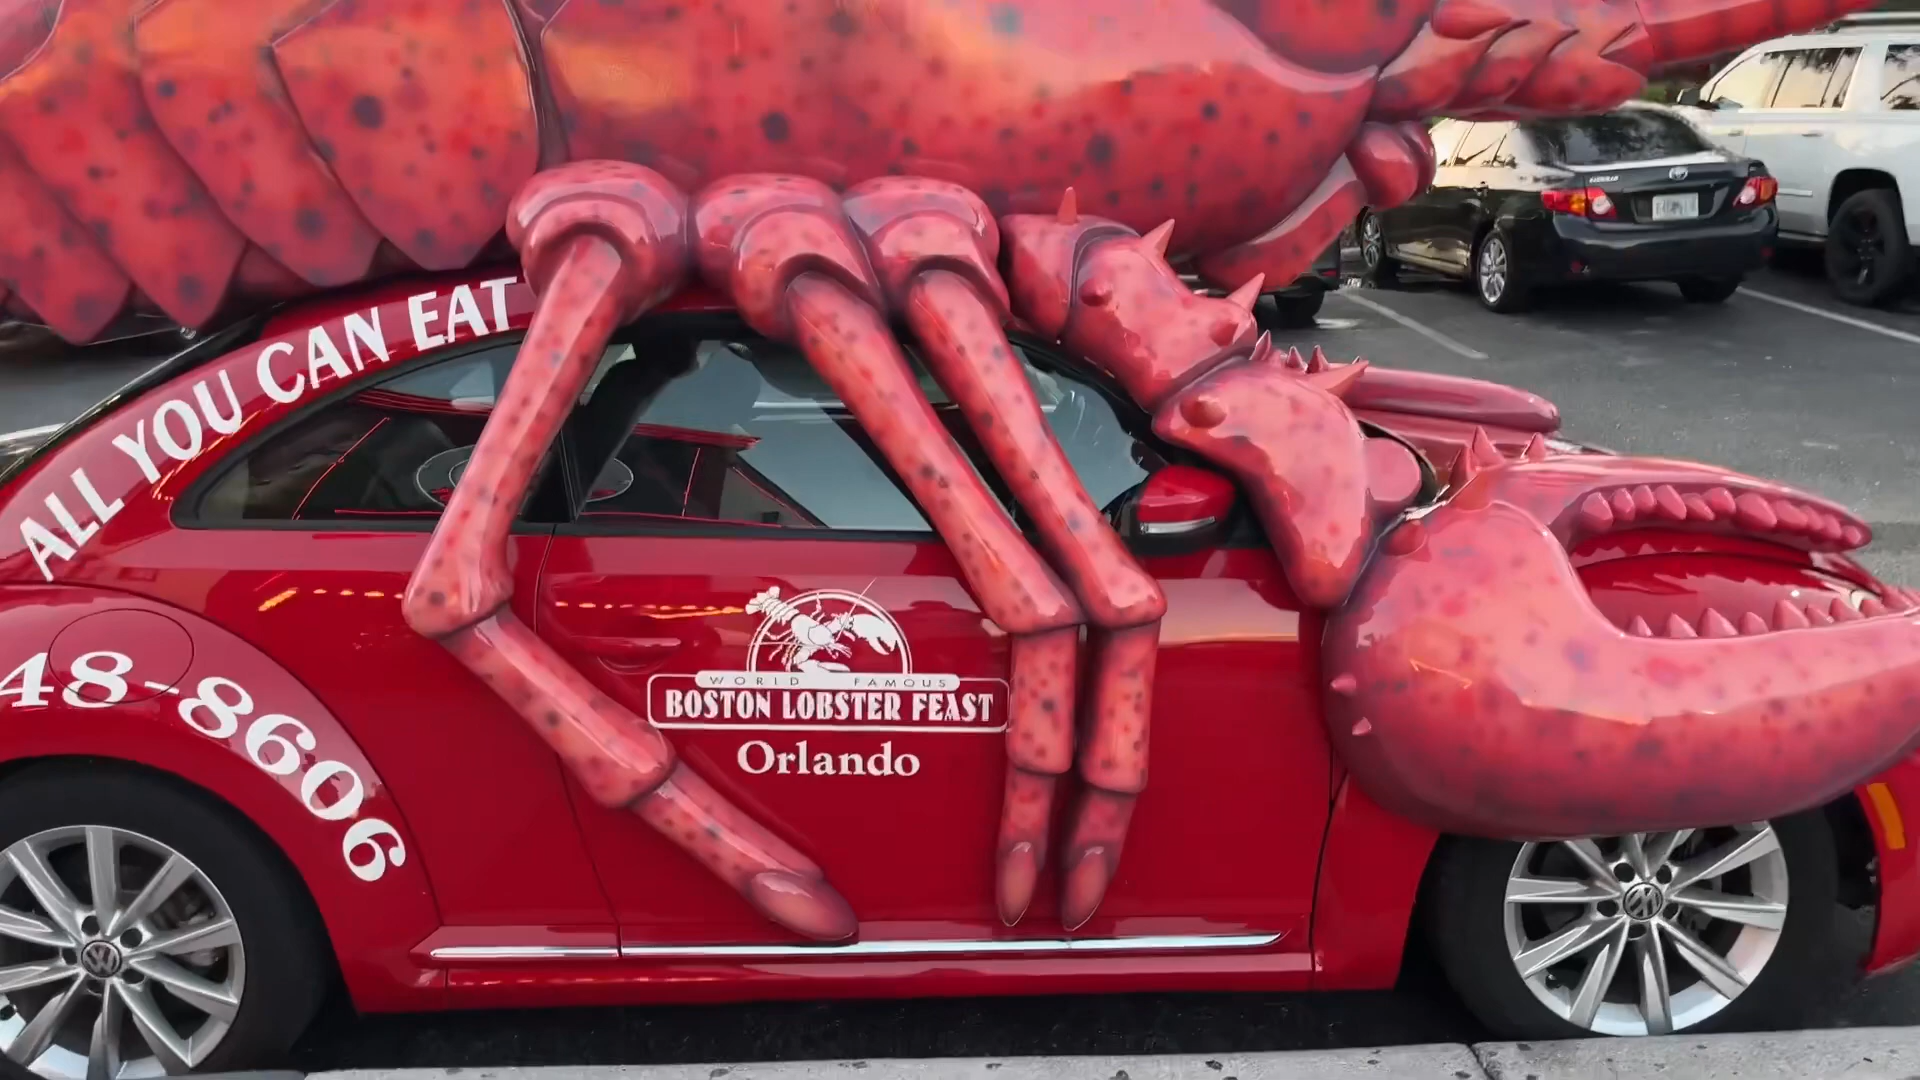 ALL YOU CAN EAT
48-8606
WORLD FAMOUS
BOSTON LOBSTER FEAST
Orlando